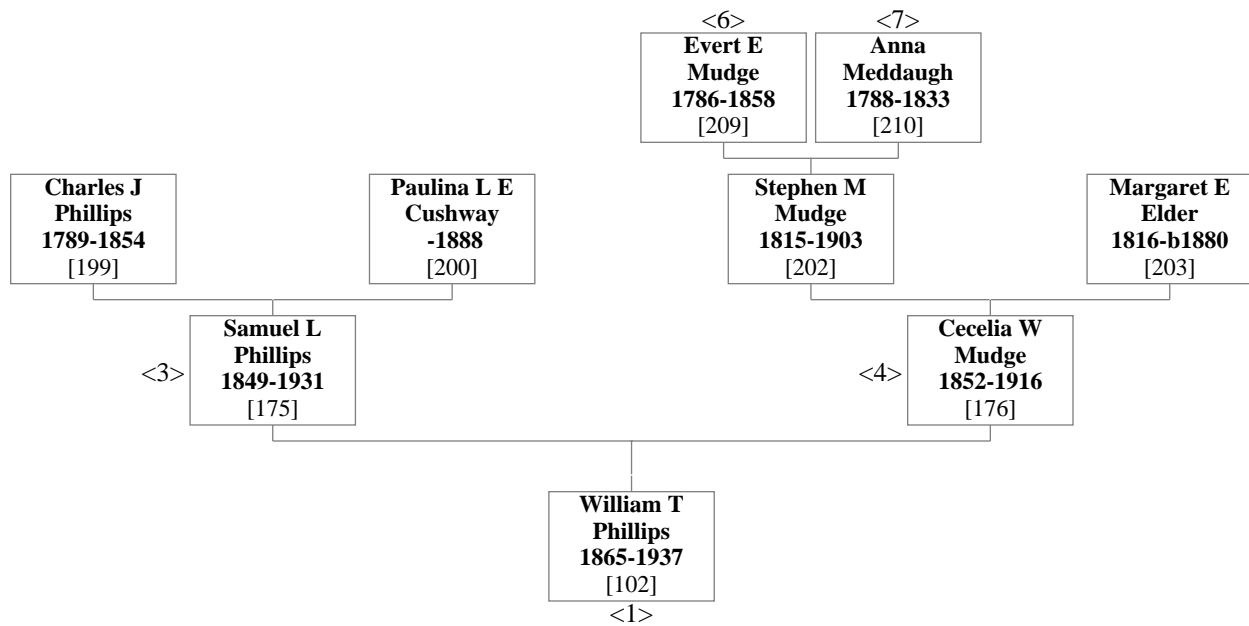 <6>
<7>
Evert E
Mudge
1786-1858
[209]
Anna
Meddaugh
1788-1833
[210]
Charles J
Phillips
1789-1854
[199]
Paulina L E
Cushway
-1888
[200]
Stephen M
Mudge
1815-1903
[202]
Margaret E
Elder
1816-b1880
[203]
<3>
Samuel L
Phillips
1849-1931
[175]
<4>
Cecelia W
Mudge
1852-1916
[176]
William T
Phillips
1865-1937
[102]
<1>